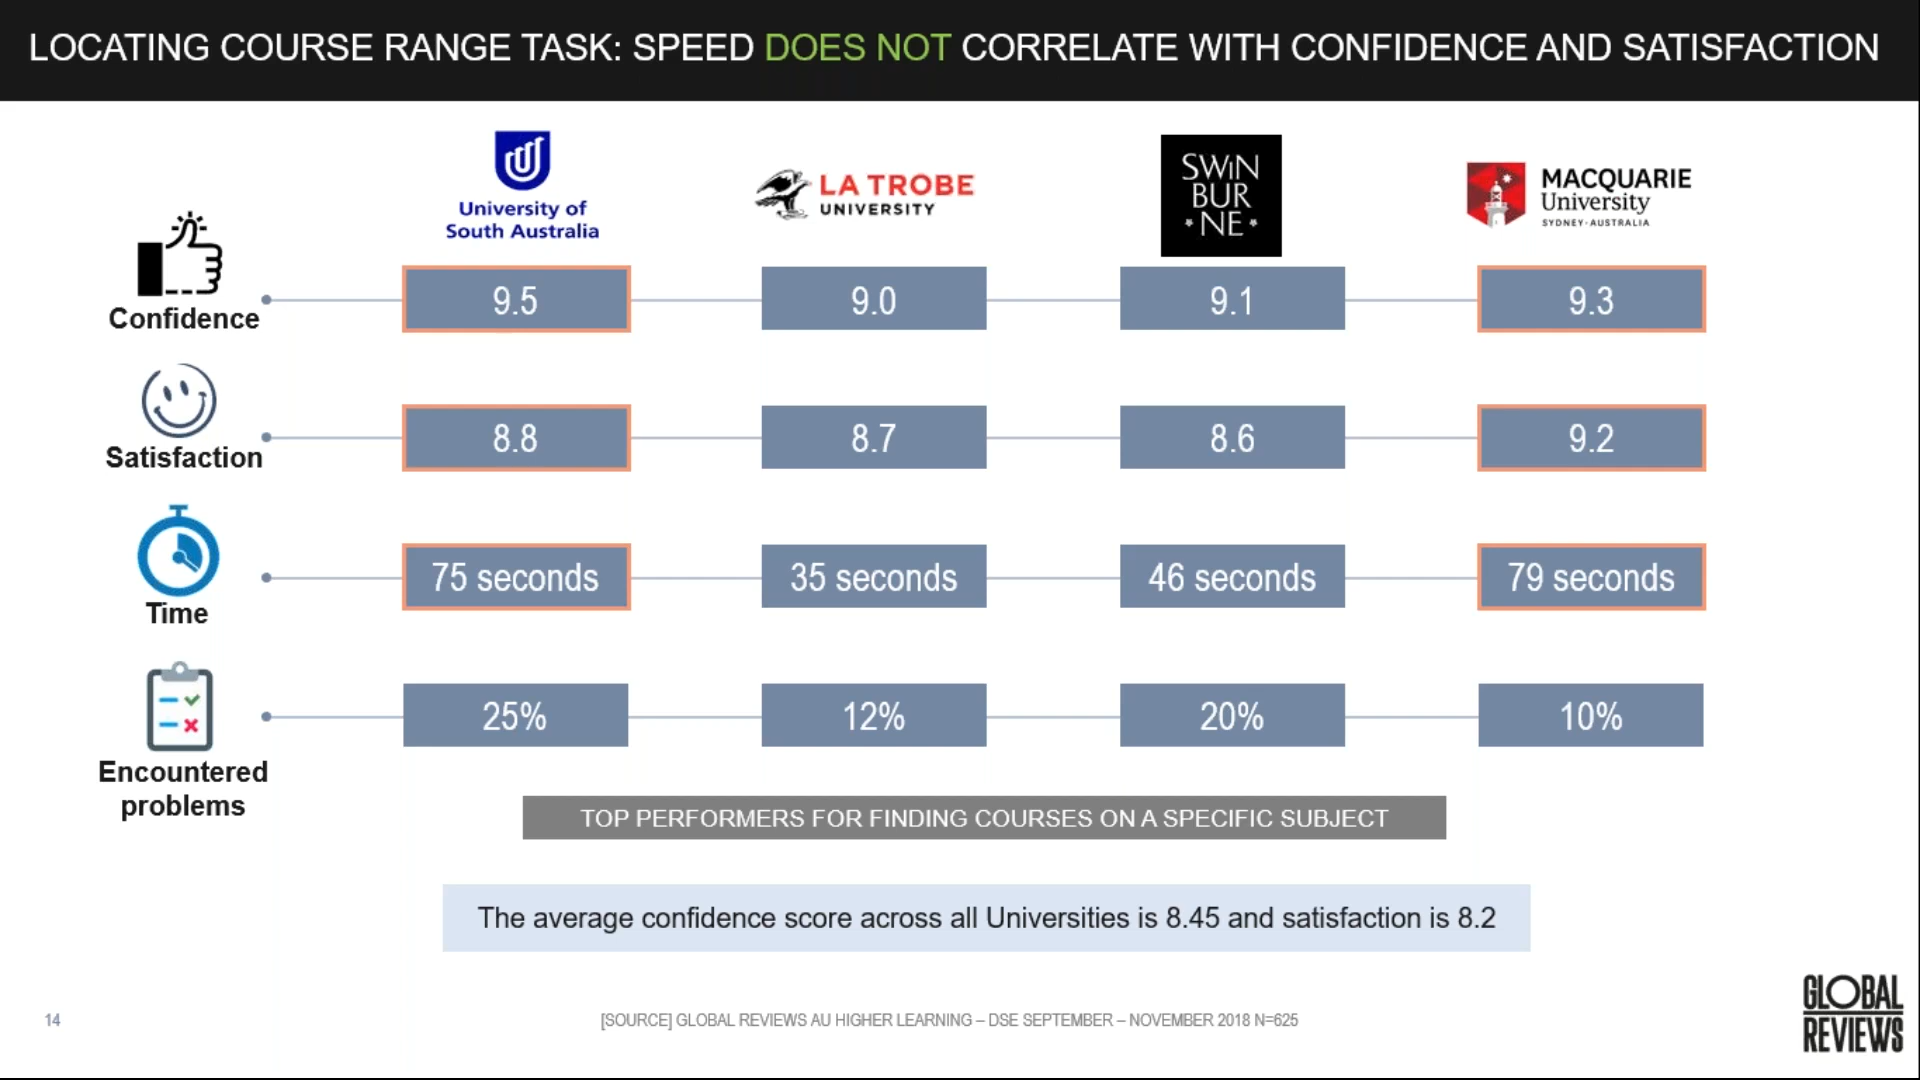 LOCATING COURSE RANGE TASK: SPEED DOES NOT CORRELATE WITH CONFIDENCE AND SATISFACTION
University of
South Australia
LA TROBE
UNIVERSITY
SWiN
BUR
* NE *
MACQUARIE
University
SYDNEY·AUSTRALIA
Confidence
9.5
9.0
9.1
9.3
Satisfaction
8.8
8.7
8.6
9.2
Time
75 seconds
35 seconds
46 seconds
79 seconds
Encountered
problems
25%
12%
20%
10%
TOP PERFORMERS FOR FINDING COURSES ON A SPECIFIC SUBJECT
The average confidence score across all Universities is 8.45 and satisfaction is 8.2
14
[SOURCE] GLOBAL REVIEWS AU HIGHER LEARNING – DSE SEPTEMBER – NOVEMBER 2018 N=625
GLOBAL
REVIEWS